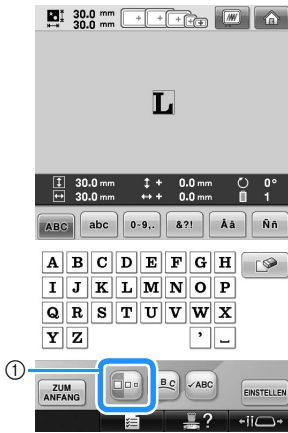 30.0 mm
30.0 mm
L
30.0 mm + 0.0 mm 0°
30.0 mm + 0.0 mm 1
ABC abc 0-9,. &?! Äâ Ññ
A B C D E F G H
I J K L M N O P
Q R S T U V W X
Y Z ' _
①
ZUM ANFANG B C ✓ABC EINSTELLEN
?